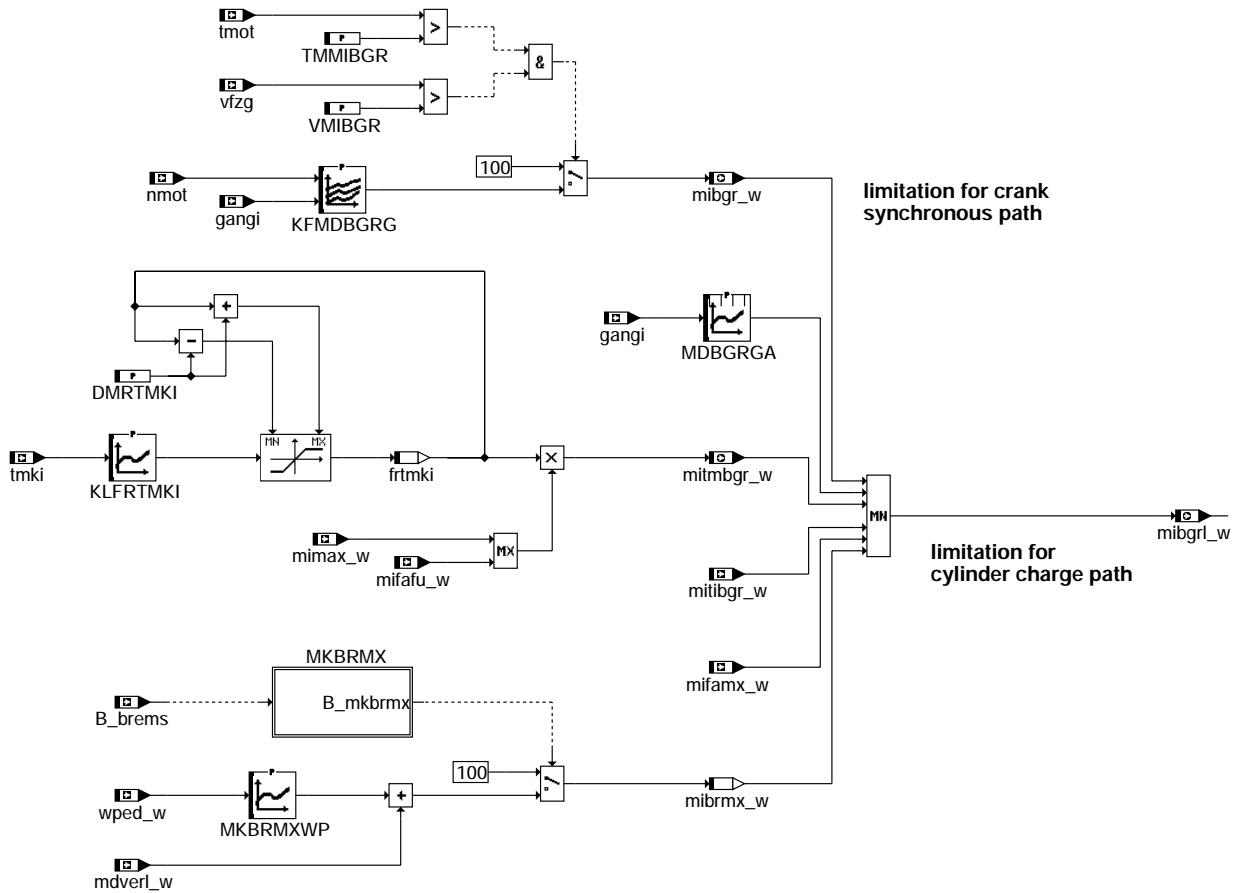 tmot
>
P
TMMIBGR
&
vfzg
>
P
VMIBGR
100
P
nmot
gangi
KFMDBGRG
mibgr_w
limitation for crank
synchronous path
+
P
gangi
MDBGRGA
-
P
DMRTMKI
P
MN
MX
tmki
KLFRTMKI
frtmki
X
mitmbgr_w
MN
mibgrl_w
mimax_w
MX
mifafu_w
limitation for
cylinder charge path
mitibgr_w
MKBRMX
mifamx_w
B_brems
B_mkbrmx
100
P
wped_w
MKBRMXWP
+
mibrmx_w
mdverl_w